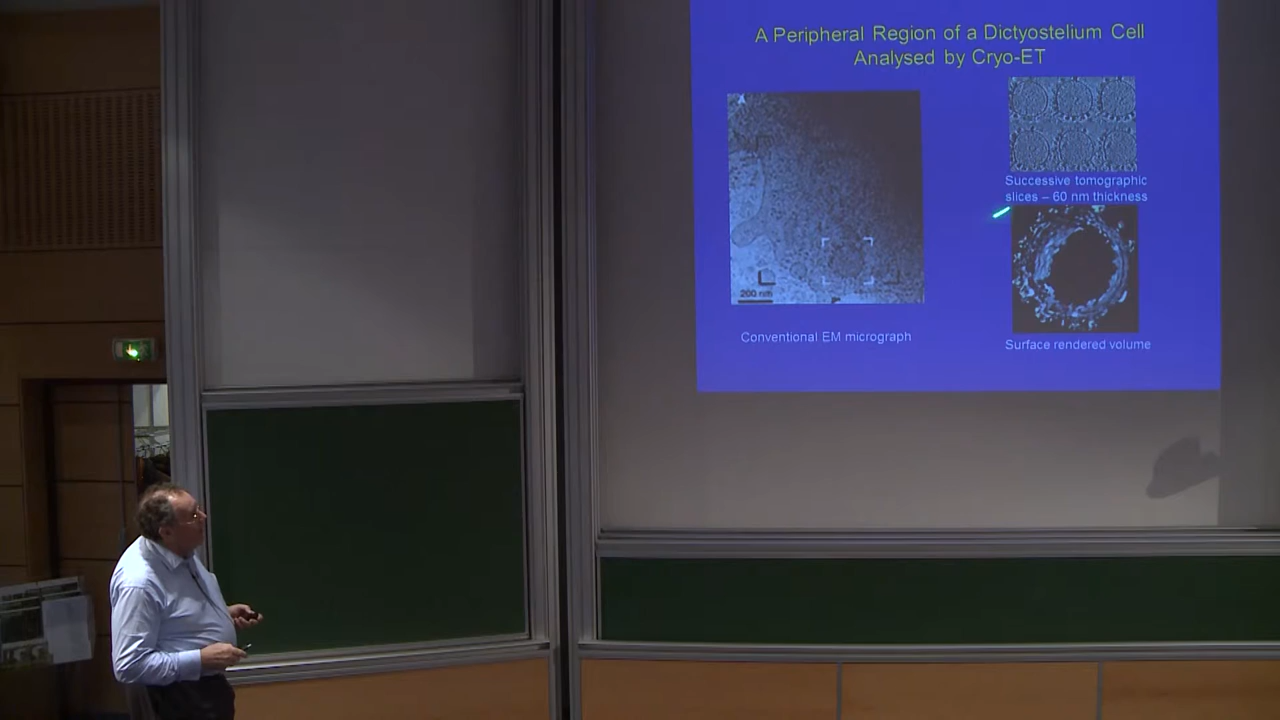 A Peripheral Region of a Dictyostelium Cell
Analysed by Cryo-ET
A
200 nm
Conventional EM micrograph
Successive tomographic
slices – 60 nm thickness
Surface rendered volume